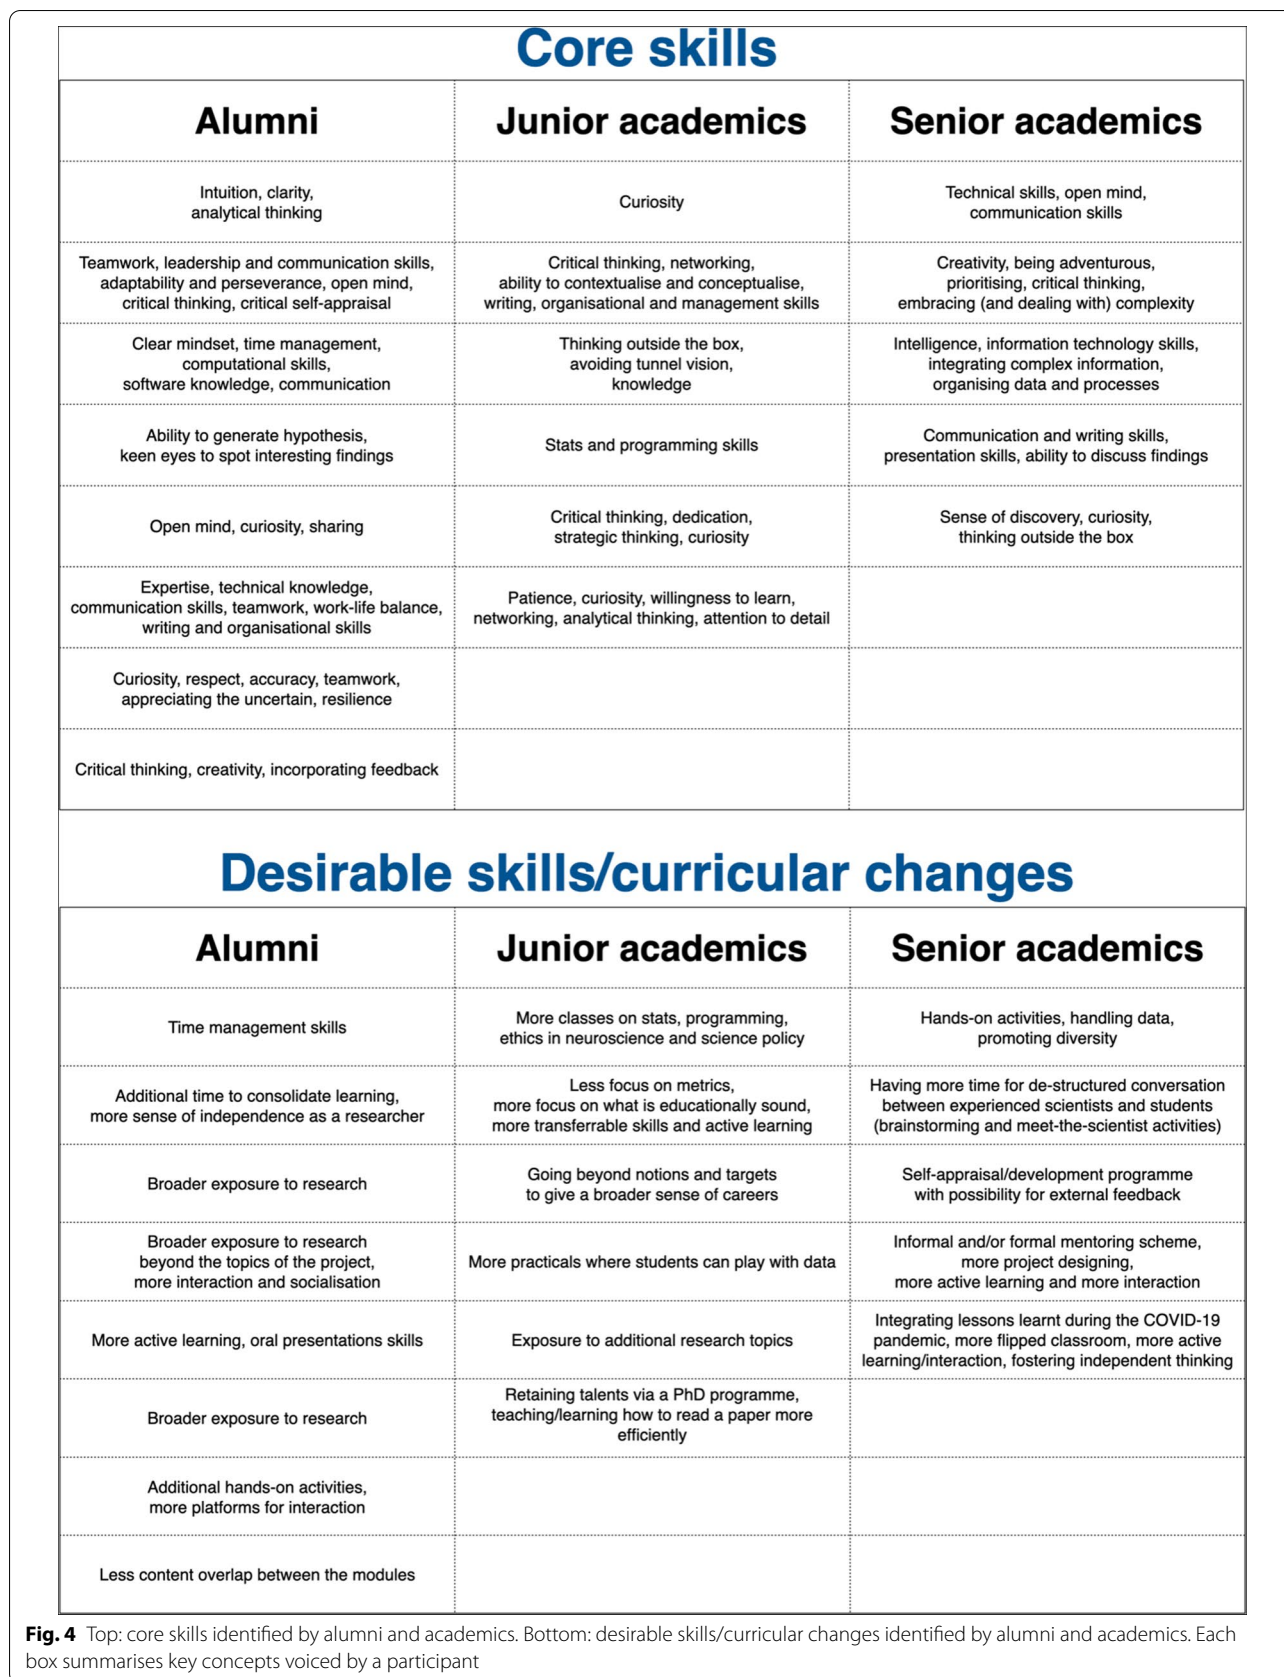 Core skills
Alumni
Junior academics
Senior academics
Intuition, clarity,
analytical thinking
Curiosity
Technical skills, open mind,
communication skills
Teamwork, leadership and communication skills,
adaptability and perseverance, open mind,
critical thinking, critical self-appraisal
Critical thinking, networking,
ability to contextualise and conceptualise,
writing, organisational and management skills
Creativity, being adventurous,
prioritising, critical thinking,
embracing (and dealing with) complexity
Clear mindset, time management,
computational skills,
software knowledge, communication
Thinking outside the box,
avoiding tunnel vision,
knowledge
Intelligence, information technology skills,
integrating complex information,
organising data and processes
Ability to generate hypothesis,
keen eyes to spot interesting findings
Stats and programming skills
Communication and writing skills,
presentation skills, ability to discuss findings
Open mind, curiosity, sharing
Critical thinking, dedication,
strategic thinking, curiosity
Sense of discovery, curiosity,
thinking outside the box
Expertise, technical knowledge,
communication skills, teamwork, work-life balance,
writing and organisational skills
Patience, curiosity, willingness to learn,
networking, analytical thinking, attention to detail
Curiosity, respect, accuracy, teamwork,
appreciating the uncertain, resilience
Critical thinking, creativity, incorporating feedback
Desirable skills/curricular changes
Alumni
Junior academics
Senior academics
Time management skills
More classes on stats, programming,
ethics in neuroscience and science policy
Hands-on activities, handling data,
promoting diversity
Additional time to consolidate learning,
more sense of independence as a researcher
Less focus on metrics,
more focus on what is educationally sound,
more transferrable skills and active learning
Having more time for de-structured conversation
between experienced scientists and students
(brainstorming and meet-the-scientist activities)
Broader exposure to research
Going beyond notions and targets
to give a broader sense of careers
Self-appraisal/development programme
with possibility for external feedback
Broader exposure to research
beyond the topics of the project,
more interaction and socialisation
More practicals where students can play with data
Informal and/or formal mentoring scheme,
more project designing,
more active learning and more interaction
More active learning, oral presentations skills
Exposure to additional research topics
Integrating lessons learnt during the COVID-19
pandemic, more flipped classroom, more active
learning/interaction, fostering independent thinking
Broader exposure to research
Retaining talents via a PhD programme,
teaching/learning how to read a paper more
efficiently
Additional hands-on activities,
more platforms for interaction
Less content overlap between the modules
Fig. 4 Top: core skills identified by alumni and academics. Bottom: desirable skills/curricular changes identified by alumni and academics. Each
box summarises key concepts voiced by a participant